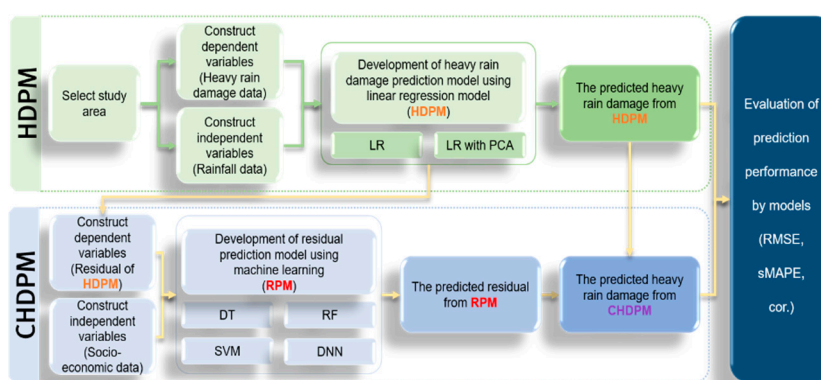 HDPM
Select study
area
Construct
dependent
variables
(Heavy rain
damage data)
Construct
independent
variables
(Rainfall data)
Development of heavy rain
damage prediction model using
linear regression model
(HDPM)
LR
LR with PCA
The predicted heavy
rain damage from
HDPM
CHDPM
Construct
dependent
variables
(Residual of
HDPM)
Construct
independent
variables
(Socio-
economic data)
Development of residual
prediction model using
machine learning
(RPM)
DT
RF
SVM
DNN
The predicted residual
from RPM
The predicted heavy
rain damage from
CHDPM
Evaluation of
prediction
performance
by models
(RMSE,
sMAPE,
cor.)